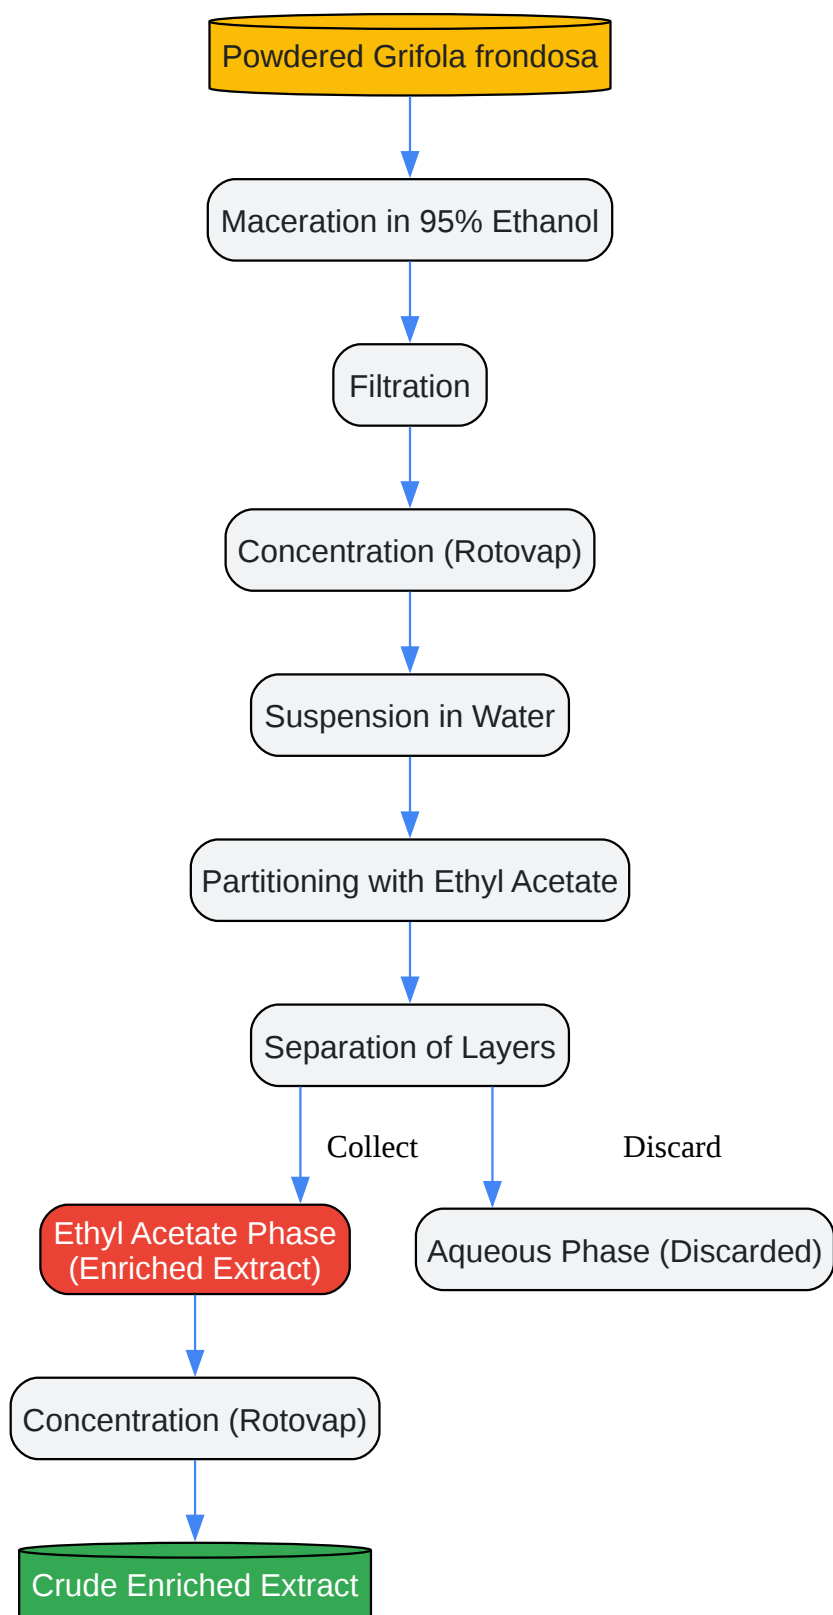 Powdered Grifola frondosa
Maceration in 95% Ethanol
Filtration
Concentration (Rotovap)
Suspension in Water
Partitioning with Ethyl Acetate
Separation of Layers
Collect
Discard
Ethyl Acetate Phase
(Enriched Extract)
Aqueous Phase (Discarded)
Concentration (Rotovap)
Crude Enriched Extract